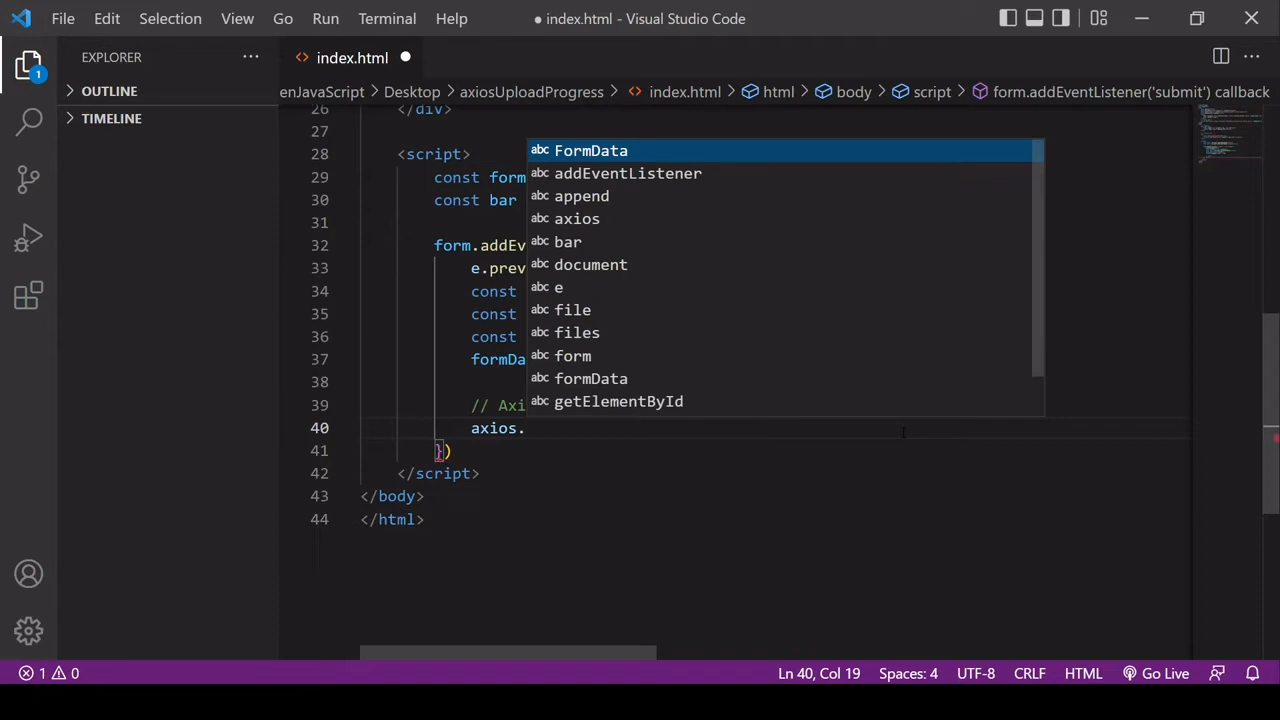 File Edit Selection View Go Run Terminal Help ● index.html - Visual Studio Code
EXPLORER ···
<> index.html ●
1
OUTLINE
TIMELINE
enJavaScript > Desktop > axiosUploadProgress > <> index.html > html > body > script > form.addEventListener('submit') callback
26 </div>
27
28 <script>
29 const form
30 const bar
31
32 form.addEv
33 e.prev
34 const
35 const
36 const
37 formDa
38
39 // Axi
40 axios.
41 })
42 </script>
43 </body>
44 </html>
abc FormData
abc addEventListener
abc append
abc axios
abc bar
abc document
abc e
abc file
abc files
abc form
abc formData
abc getElementById
1 0 Ln 40, Col 19 Spaces: 4 UTF-8 CRLF HTML Go Live